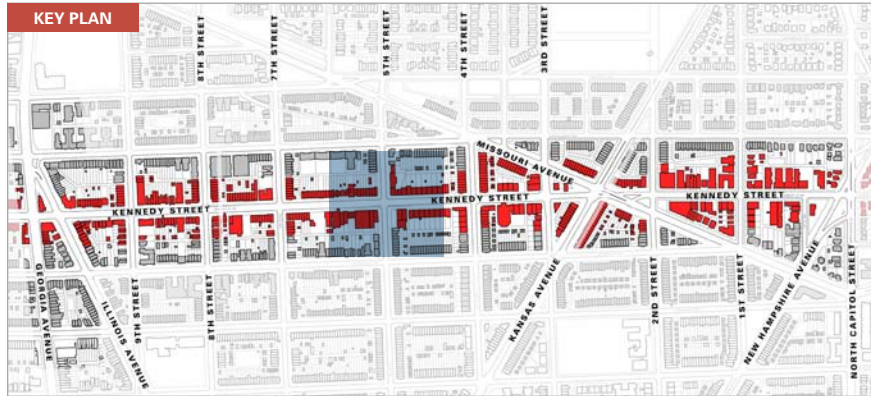 KEY PLAN
8TH STREET
7TH STREET
5TH STREET
4TH STREET
3RD STREET
MISSOURI AVENUE
KENNEDY STREET
KENNEDY STREET
KENNEDY STREET
GEORGIA AVENUE
ILLINOIS AVENUE
9TH STREET
8TH STREET
KANSAS AVENUE
2ND STREET
1ST STREET
NEW HAMPSHIRE AVENUE
NORTH CAPITOL STREET